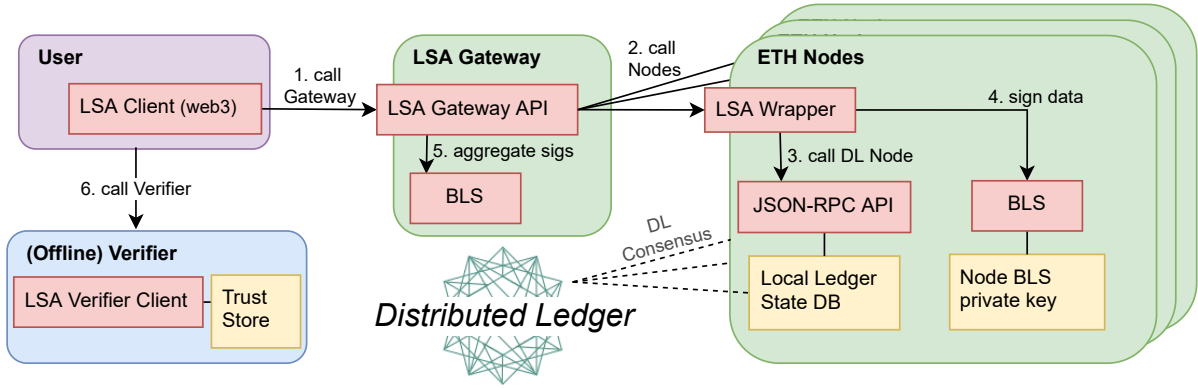 User
LSA Client (web3)
1. call
Gateway
LSA Gateway
LSA Gateway API
5. aggregate sigs
BLS
2. call
Nodes
ETH Nodes
LSA Wrapper
4. sign data
3. call DL Node
JSON-RPC API
BLS
Local Ledger
State DB
Node BLS
private key
6. call Verifier
(Offline) Verifier
LSA Verifier Client
Trust
Store
DL
Consensus
Distributed Ledger